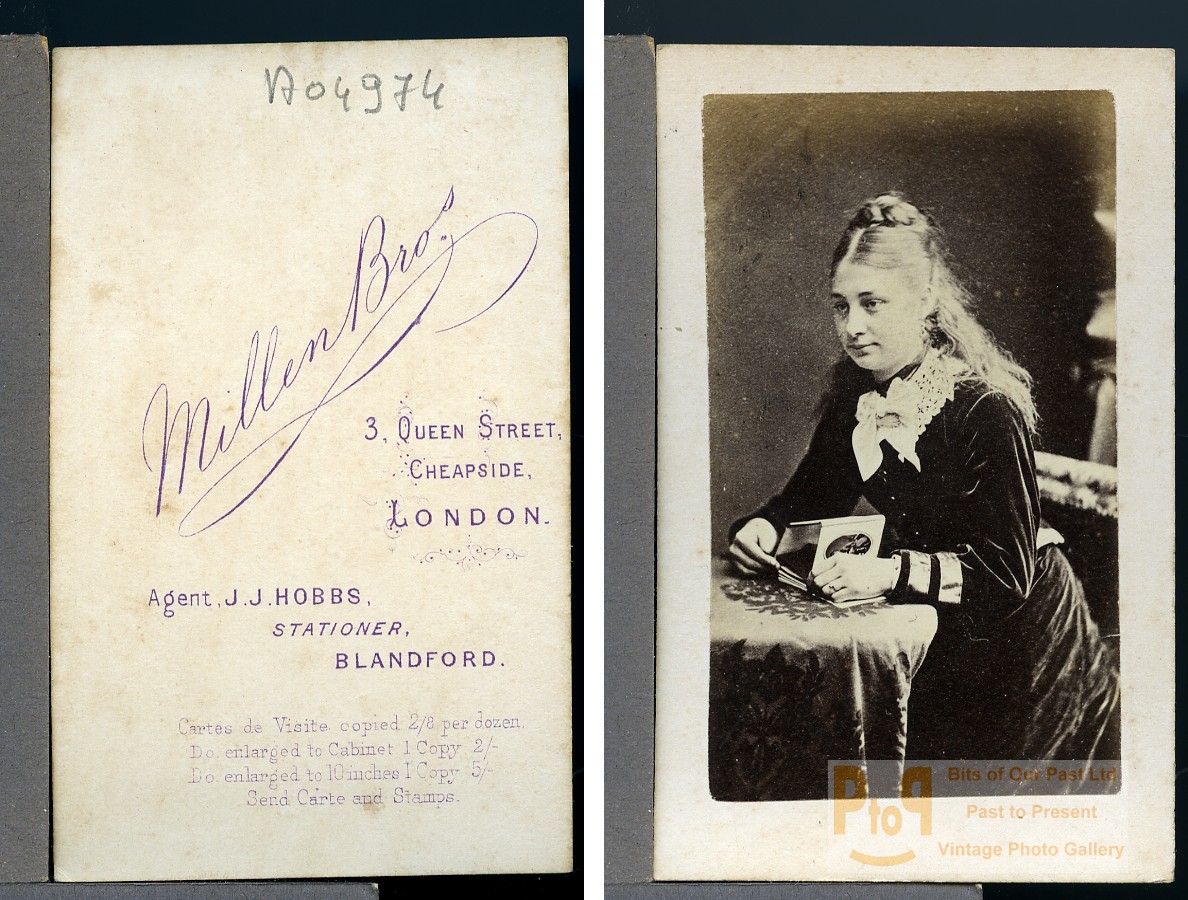 A04974
Millen Bros
3, QUEEN STREET,
CHEAPSIDE,
LONDON.
Agent, J.J. HOBBS,
STATIONER,
BLANDFORD.
Cartes de Visite copied 2/8 per dozen.
Do. enlarged to Cabinet 1 Copy 2/-
Do. enlarged to 10 inches 1 Copy 5/-
Send Carte and Stamps.
PtoP
Bits of Our Past Ltd
Past to Present
Vintage Photo Gallery